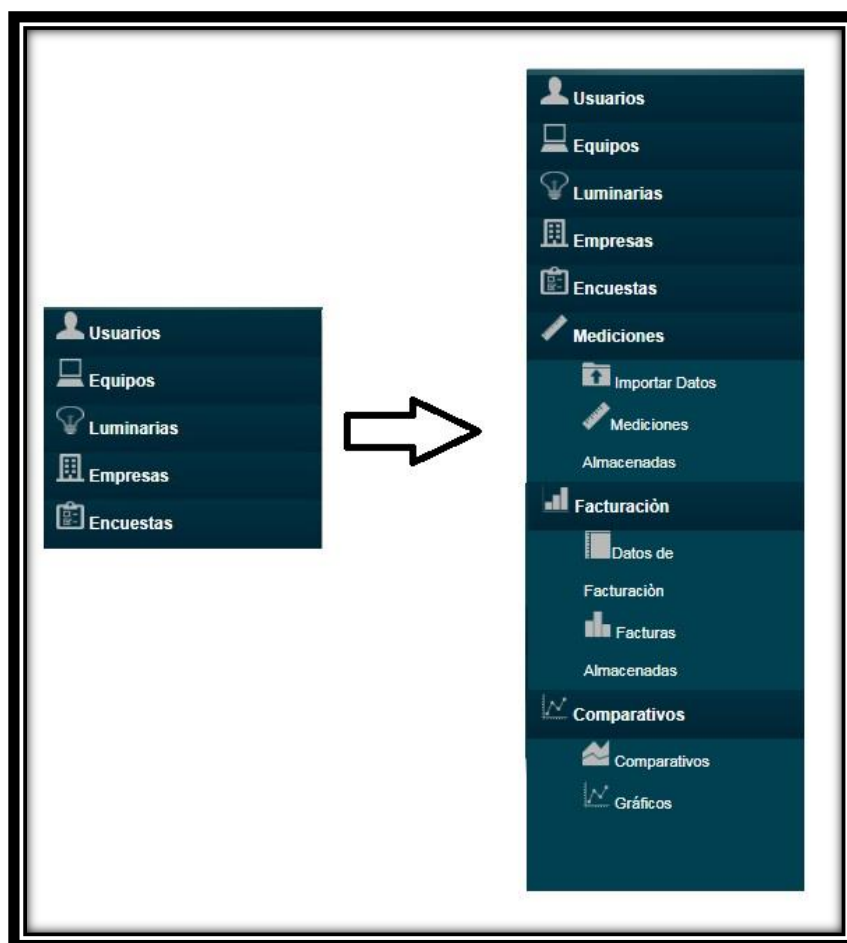 Usuarios
Equipos
Luminarias
Empresas
Encuestas
Usuarios
Equipos
Luminarias
Empresas
Encuestas
Mediciones
Importar Datos
Mediciones
Almacenadas
Facturaciòn
Datos de
Facturaciòn
Facturas
Almacenadas
Comparativos
Comparativos
Gráficos